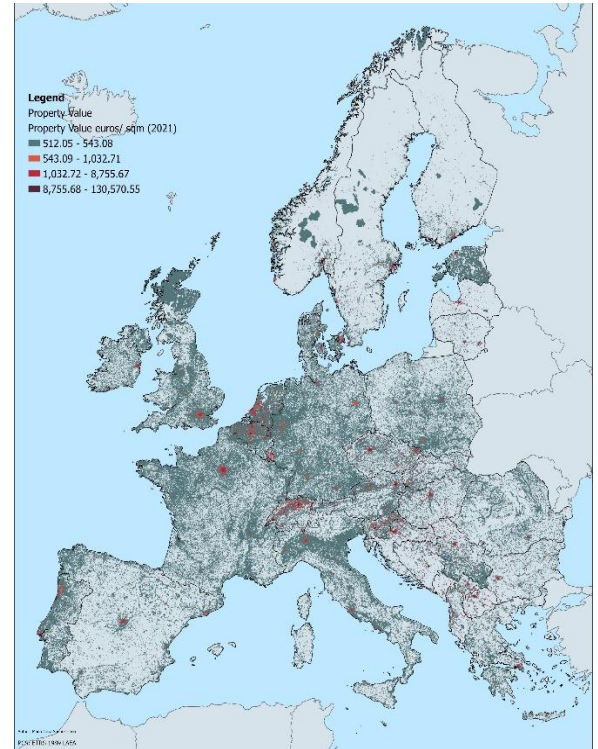 Legend
Property Value
Property Value euros/ sqm (2021)
512.05 - 543.08
543.09 - 1,032.71
1,032.72 - 8,755.67
8,755.68 - 130,570.55